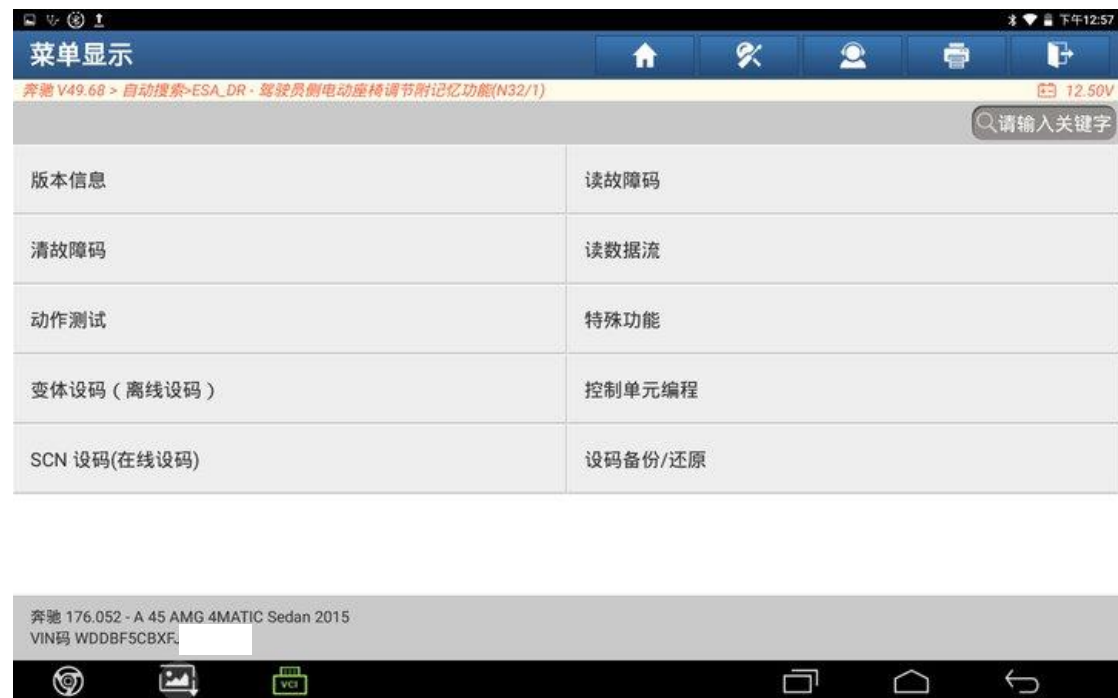 下午12:57
菜单显示
奔驰 V49.68 > 自动搜索>ESA_DR - 驾驶员侧电动座椅调节附记忆功能(N32/1)
12.50V
请输入关键字
版本信息
读故障码
清故障码
读数据流
动作测试
特殊功能
变体设码 ( 离线设码 )
控制单元编程
SCN 设码(在线设码)
设码备份/还原
奔驰 176.052 - A 45 AMG 4MATIC Sedan 2015
VIN码 WDDBF5CBXFJ
VCI